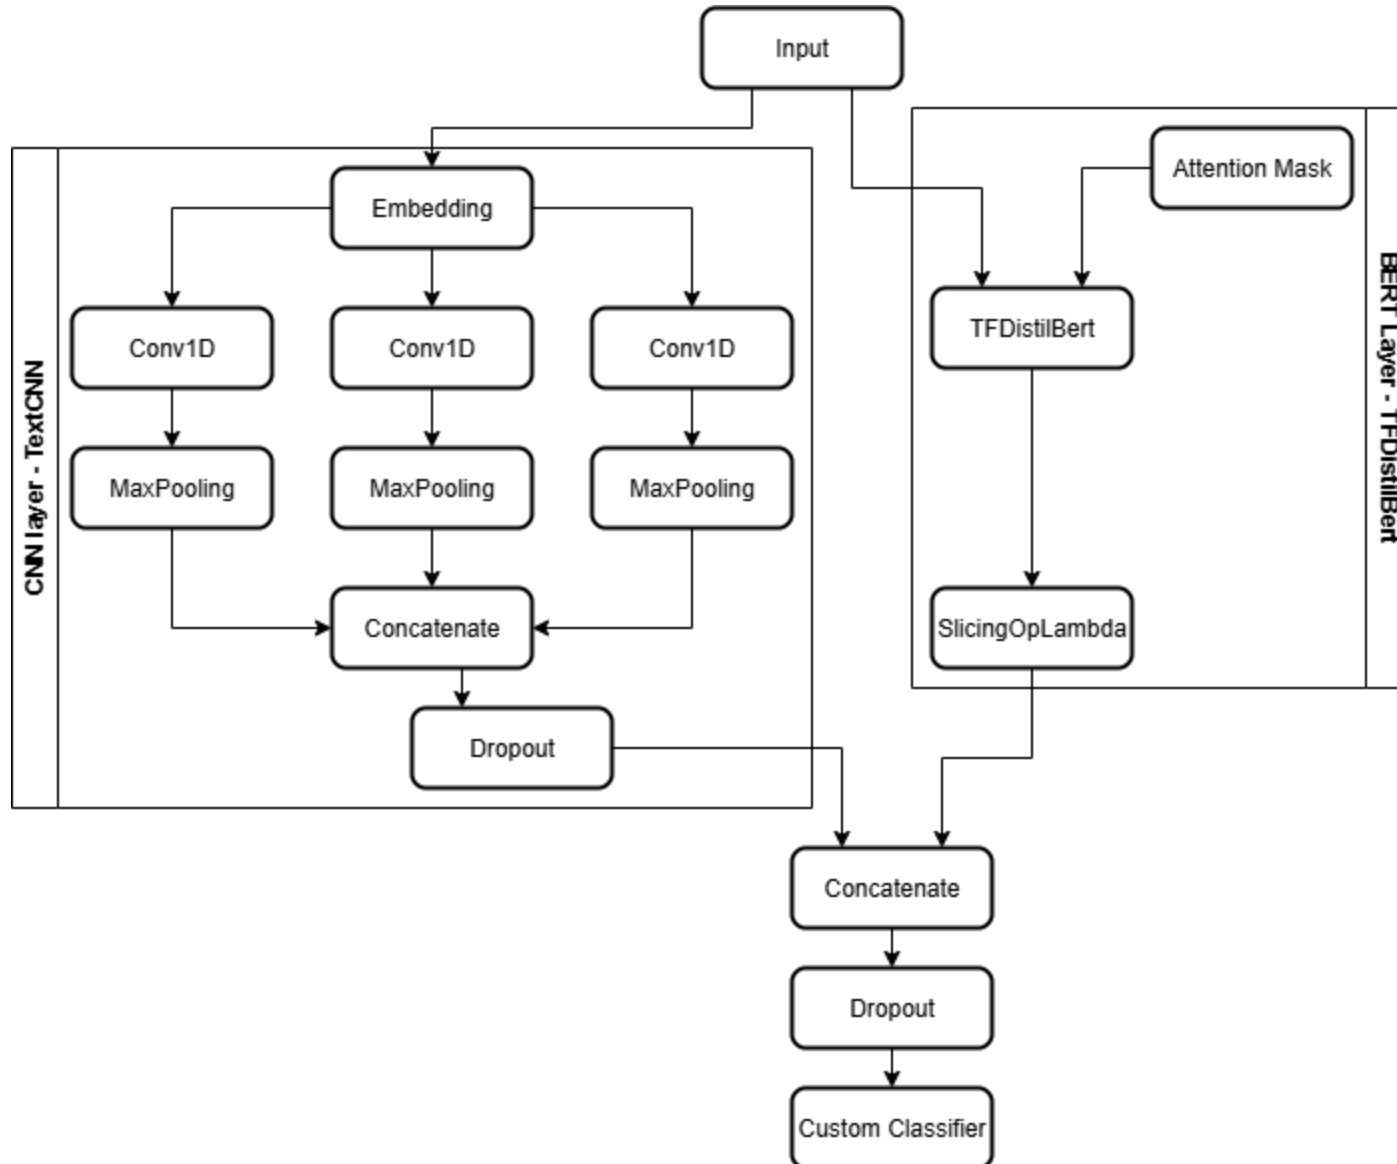 Input
Attention Mask
Embedding
Conv1D
Conv1D
Conv1D
TFDistilBert
MaxPooling
MaxPooling
MaxPooling
Concatenate
SlicingOpLambda
Dropout
CNN layer - TextCNN
BERT Layer - TFDistilBert
Concatenate
Dropout
Custom Classifier